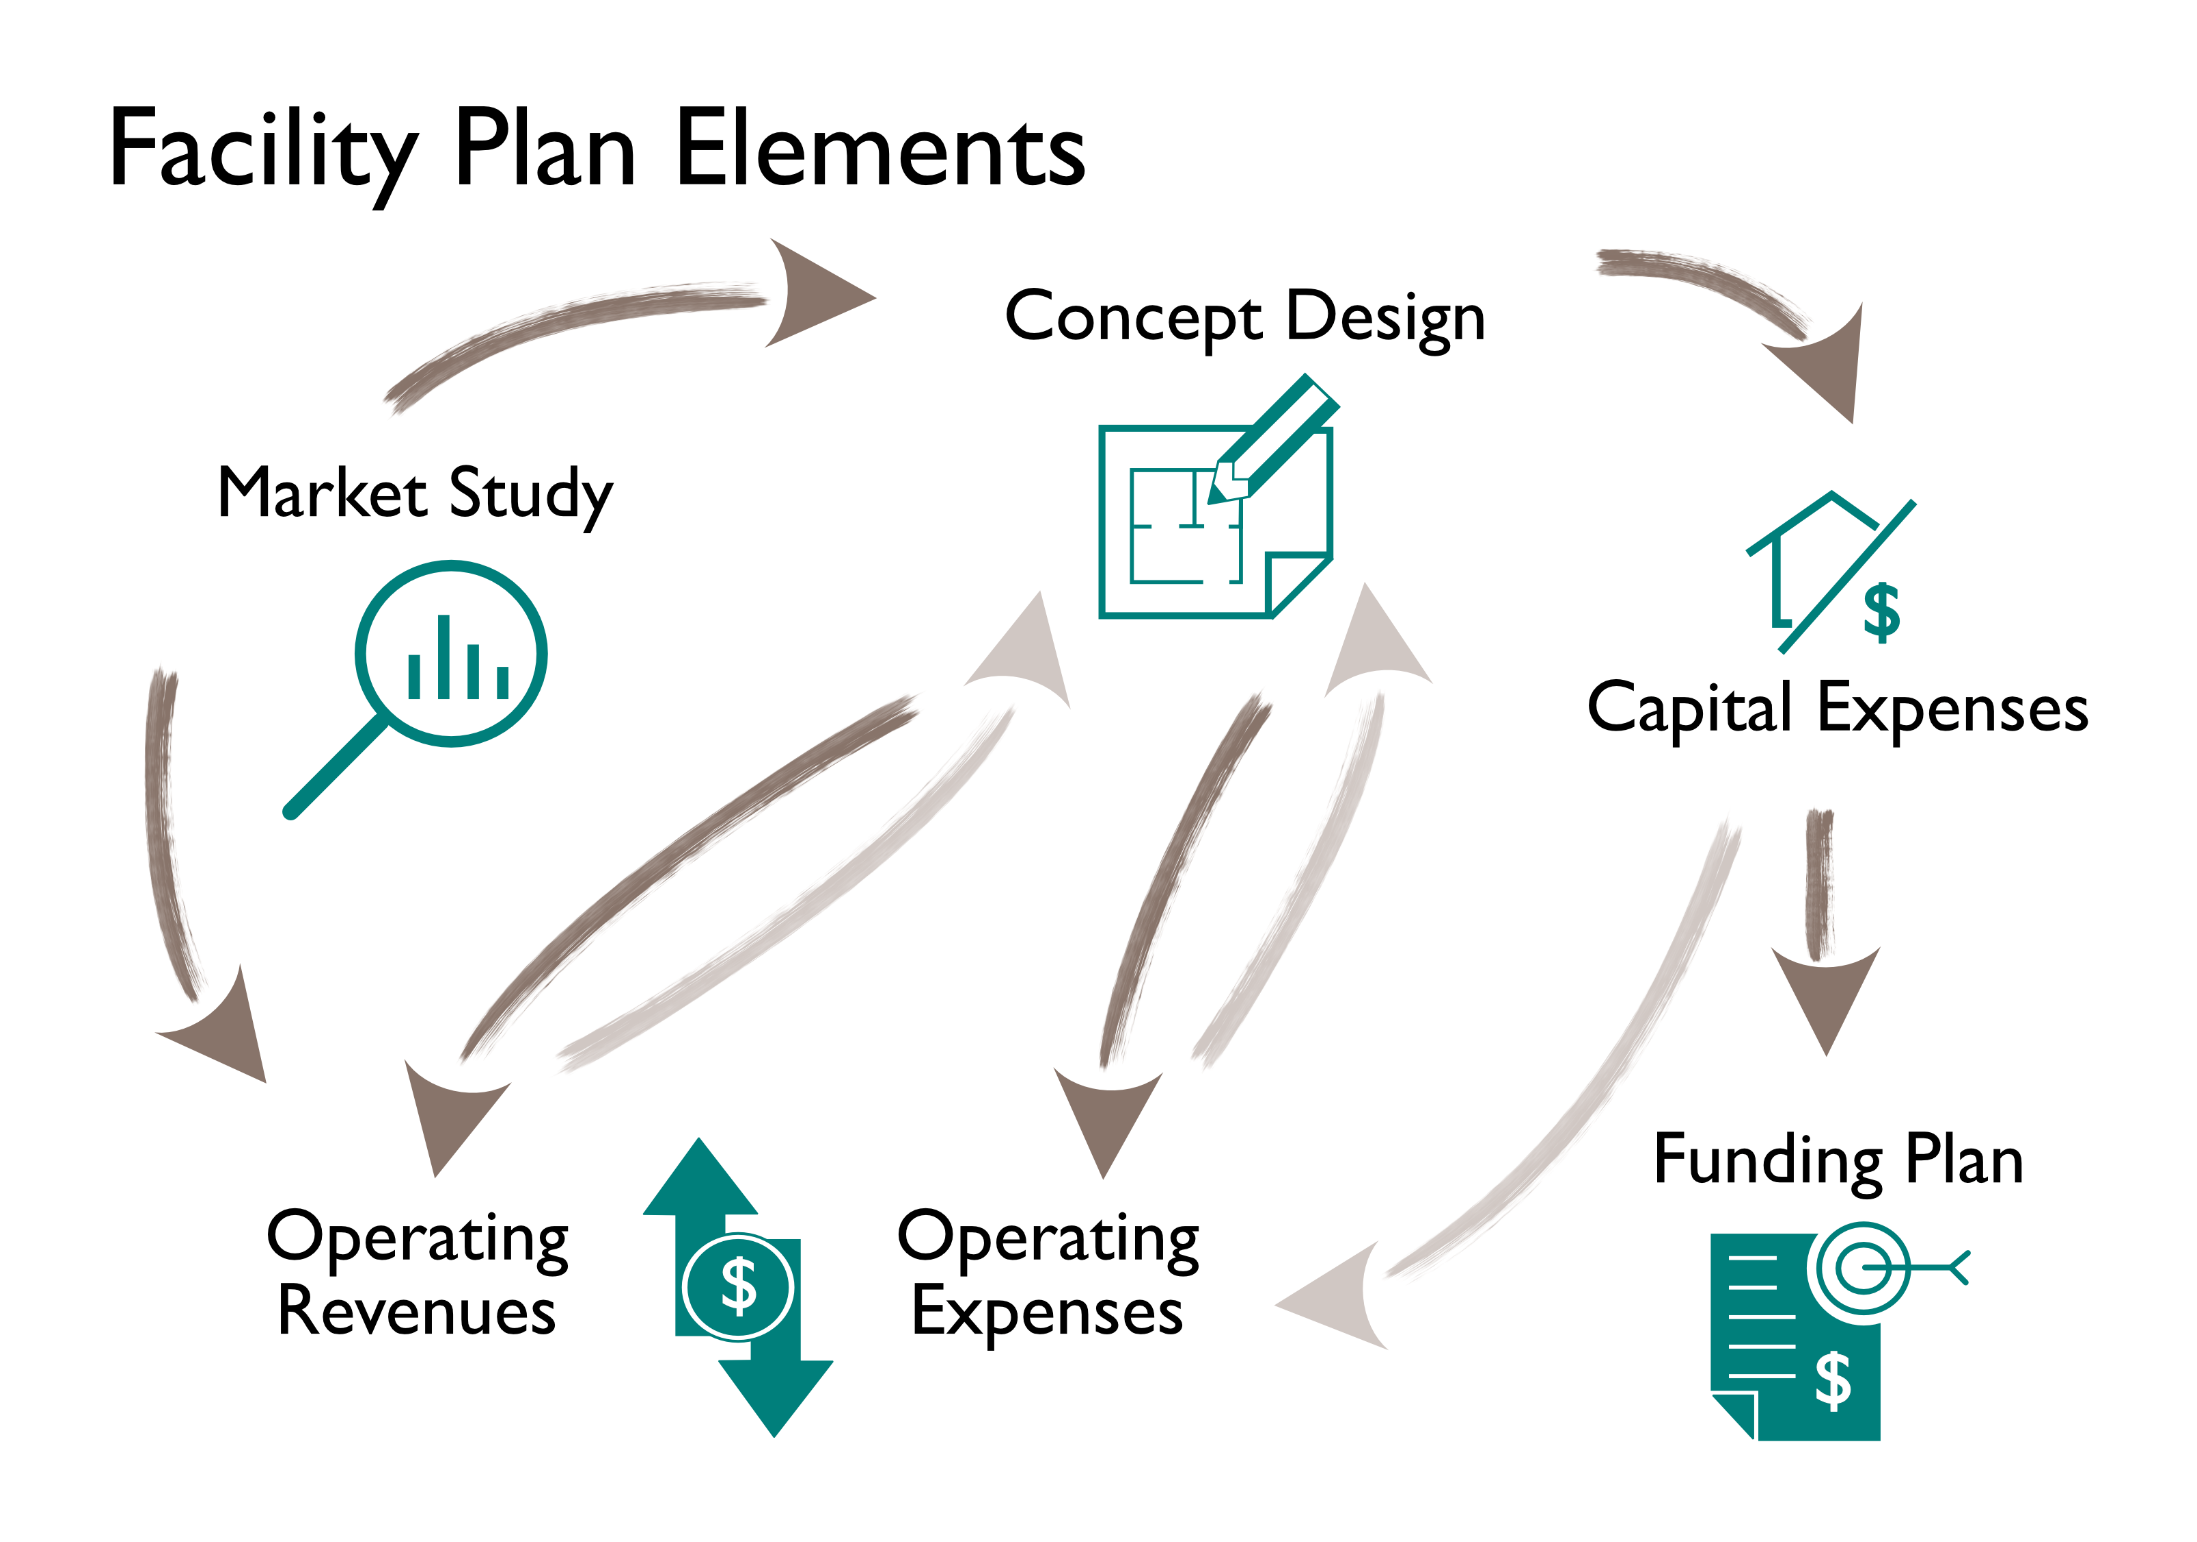 Facility Plan Elements
Concept Design
Market Study
$
Capital Expenses
Funding Plan
Operating
Revenues
$
Operating
Expenses
$